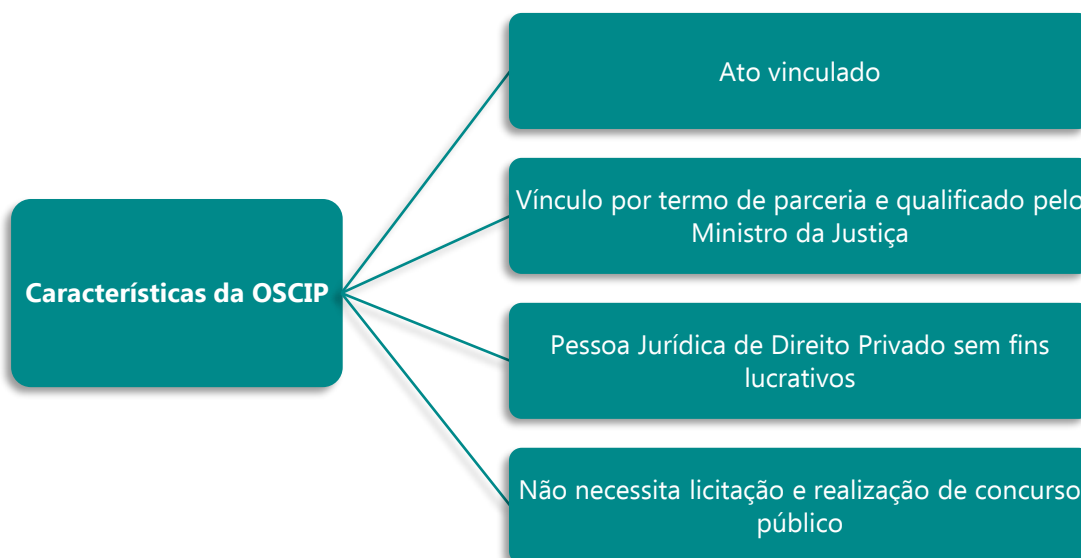 Características da OSCIP
Ato vinculado
Vínculo por termo de parceria e qualificado pelo
Ministro da Justiça
Pessoa Jurídica de Direito Privado sem fins
lucrativos
Não necessita licitação e realização de concurso
público